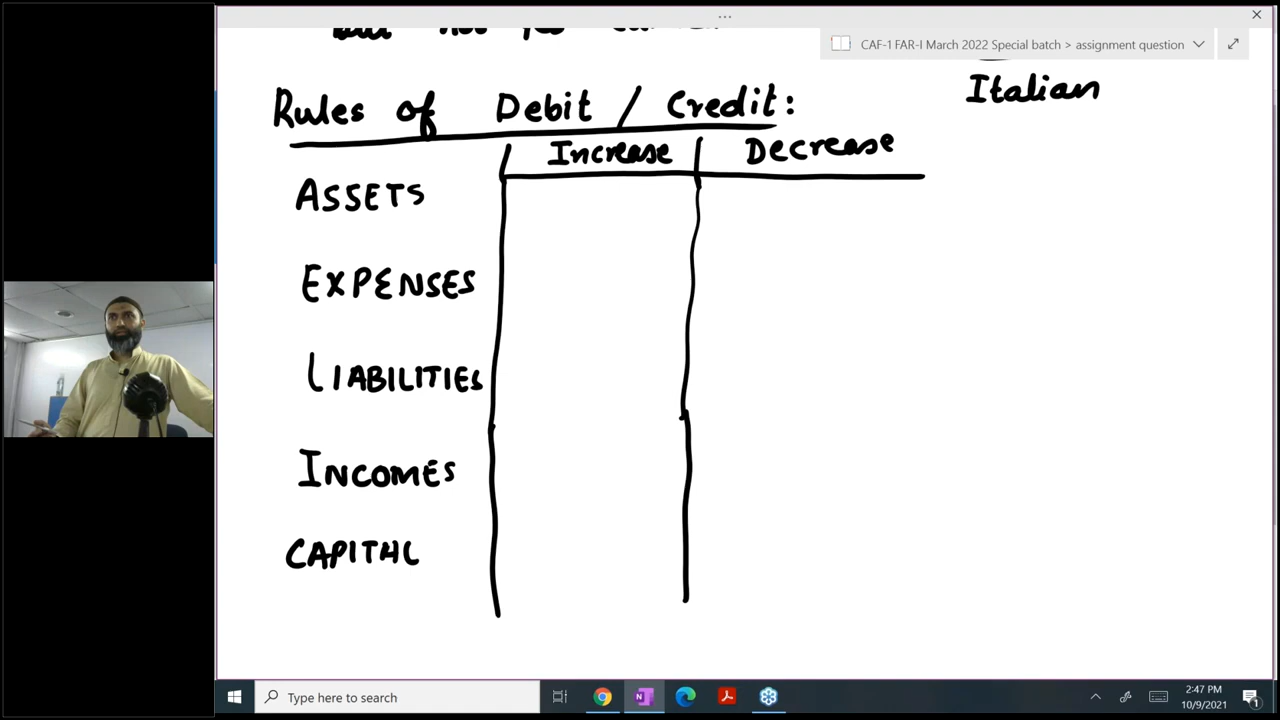 CAF-1 FAR-I March 2022 Special batch > assignment question
Italian
Rules of Debit / Credit:
Increase Decrease
ASSETS
EXPENSES
LIABILITIES
INCOMES
CAPITAL
Type here to search
2:47 PM
10/9/2021
1